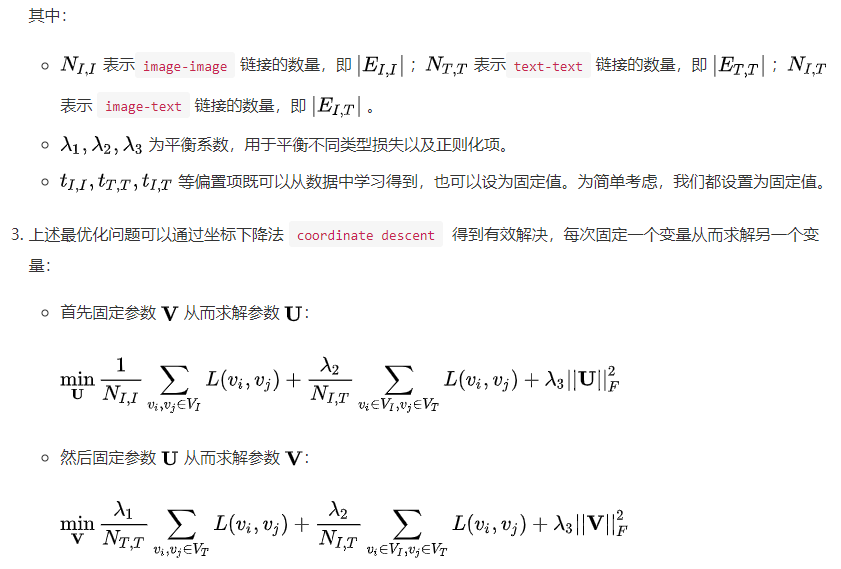 其中：
$N_{I,I}$ 表示 image-image 链接的数量，即 $|E_{I,I}|$ ；$N_{T,T}$ 表示 text-text 链接的数量，即 $|E_{T,T}|$ ；$N_{I,T}$
表示 image-text 链接的数量，即 $|E_{I,T}|$ 。
$\lambda_1, \lambda_2, \lambda_3$ 为平衡系数，用于平衡不同类型损失以及正则化项。
$t_{I,I}, t_{T,T}, t_{I,T}$ 等偏置项既可以从数据中学习得到，也可以设为固定值。为简单考虑，我们都设置为固定值。
3. 上述最优化问题可以通过坐标下降法 coordinate descent 得到有效解决，每次固定一个变量从而求解另一个变
量：
首先固定参数 $\mathbf{V}$ 从而求解参数 $\mathbf{U}$：
$\min_{\mathbf{U}} \frac{1}{N_{I,I}} \sum_{v_i,v_j \in V_I} L(v_i, v_j) + \frac{\lambda_2}{N_{I,T}} \sum_{v_i \in V_I, v_j \in V_T} L(v_i, v_j) + \lambda_3 ||\mathbf{U}||_F^2$
然后固定参数 $\mathbf{U}$ 从而求解参数 $\mathbf{V}$：
$\min_{\mathbf{V}} \frac{\lambda_1}{N_{T,T}} \sum_{v_i,v_j \in V_T} L(v_i, v_j) + \frac{\lambda_2}{N_{I,T}} \sum_{v_i \in V_I, v_j \in V_T} L(v_i, v_j) + \lambda_3 ||\mathbf{V}||_F^2$